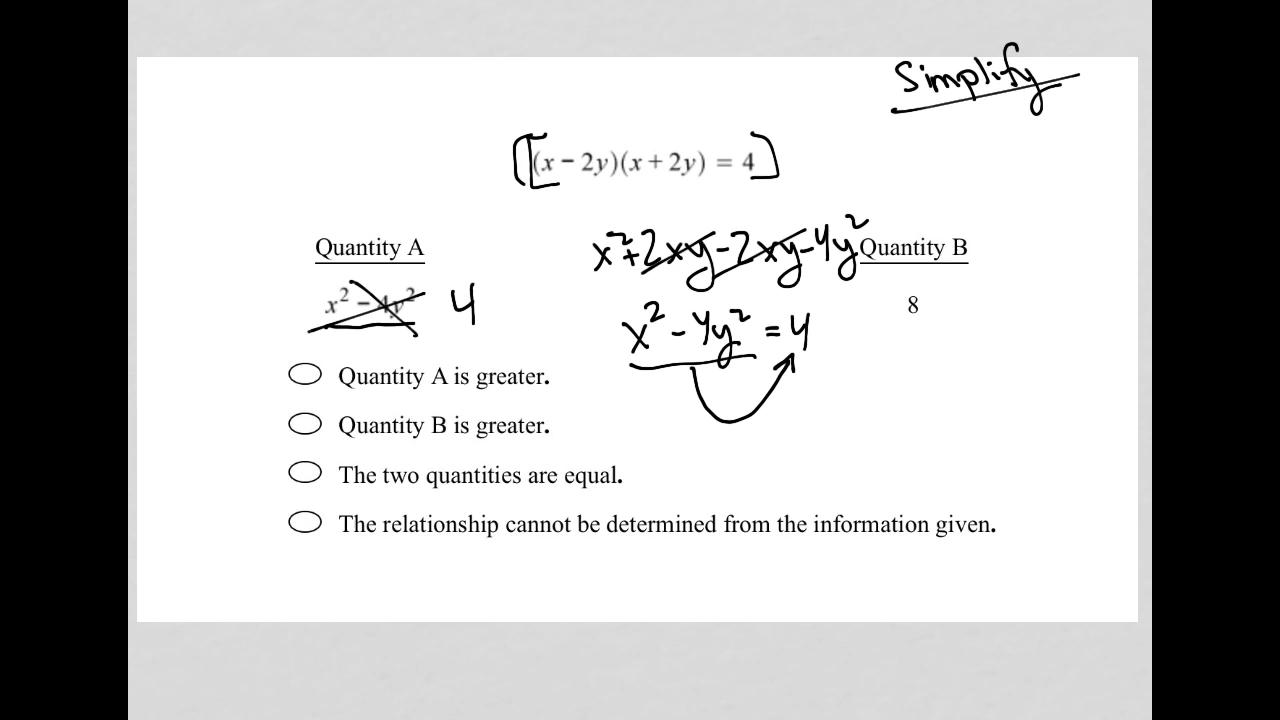 Simplify
(x − 2y)(x + 2y) = 4
Quantity A
x² + 2xy - 2xy - 4y²
Quantity B
x² − 4y²
4
8
x² - 4y² = 4
Quantity A is greater.
Quantity B is greater.
The two quantities are equal.
The relationship cannot be determined from the information given.